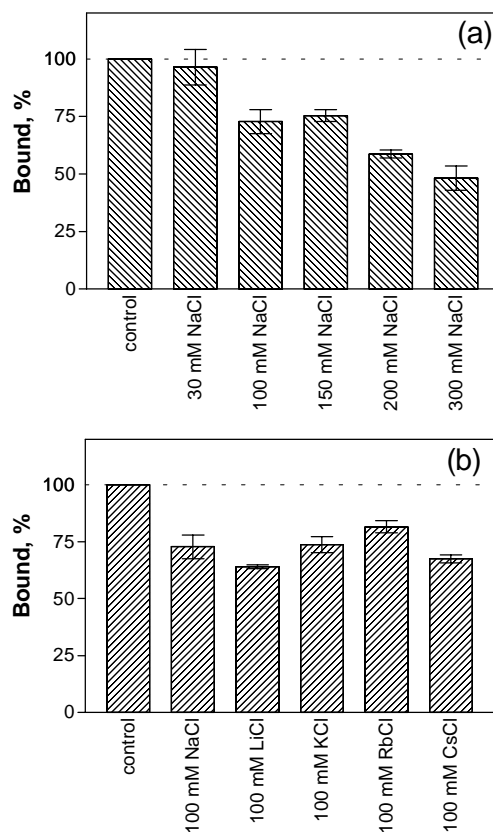 (a)
Bound, %
100
75
50
25
0
control
30 mM NaCl
100 mM NaCl
150 mM NaCl
200 mM NaCl
300 mM NaCl
(b)
Bound, %
100
75
50
25
0
control
100 mM NaCl
100 mM LiCl
100 mM KCl
100 mM RbCl
100 mM CsCl